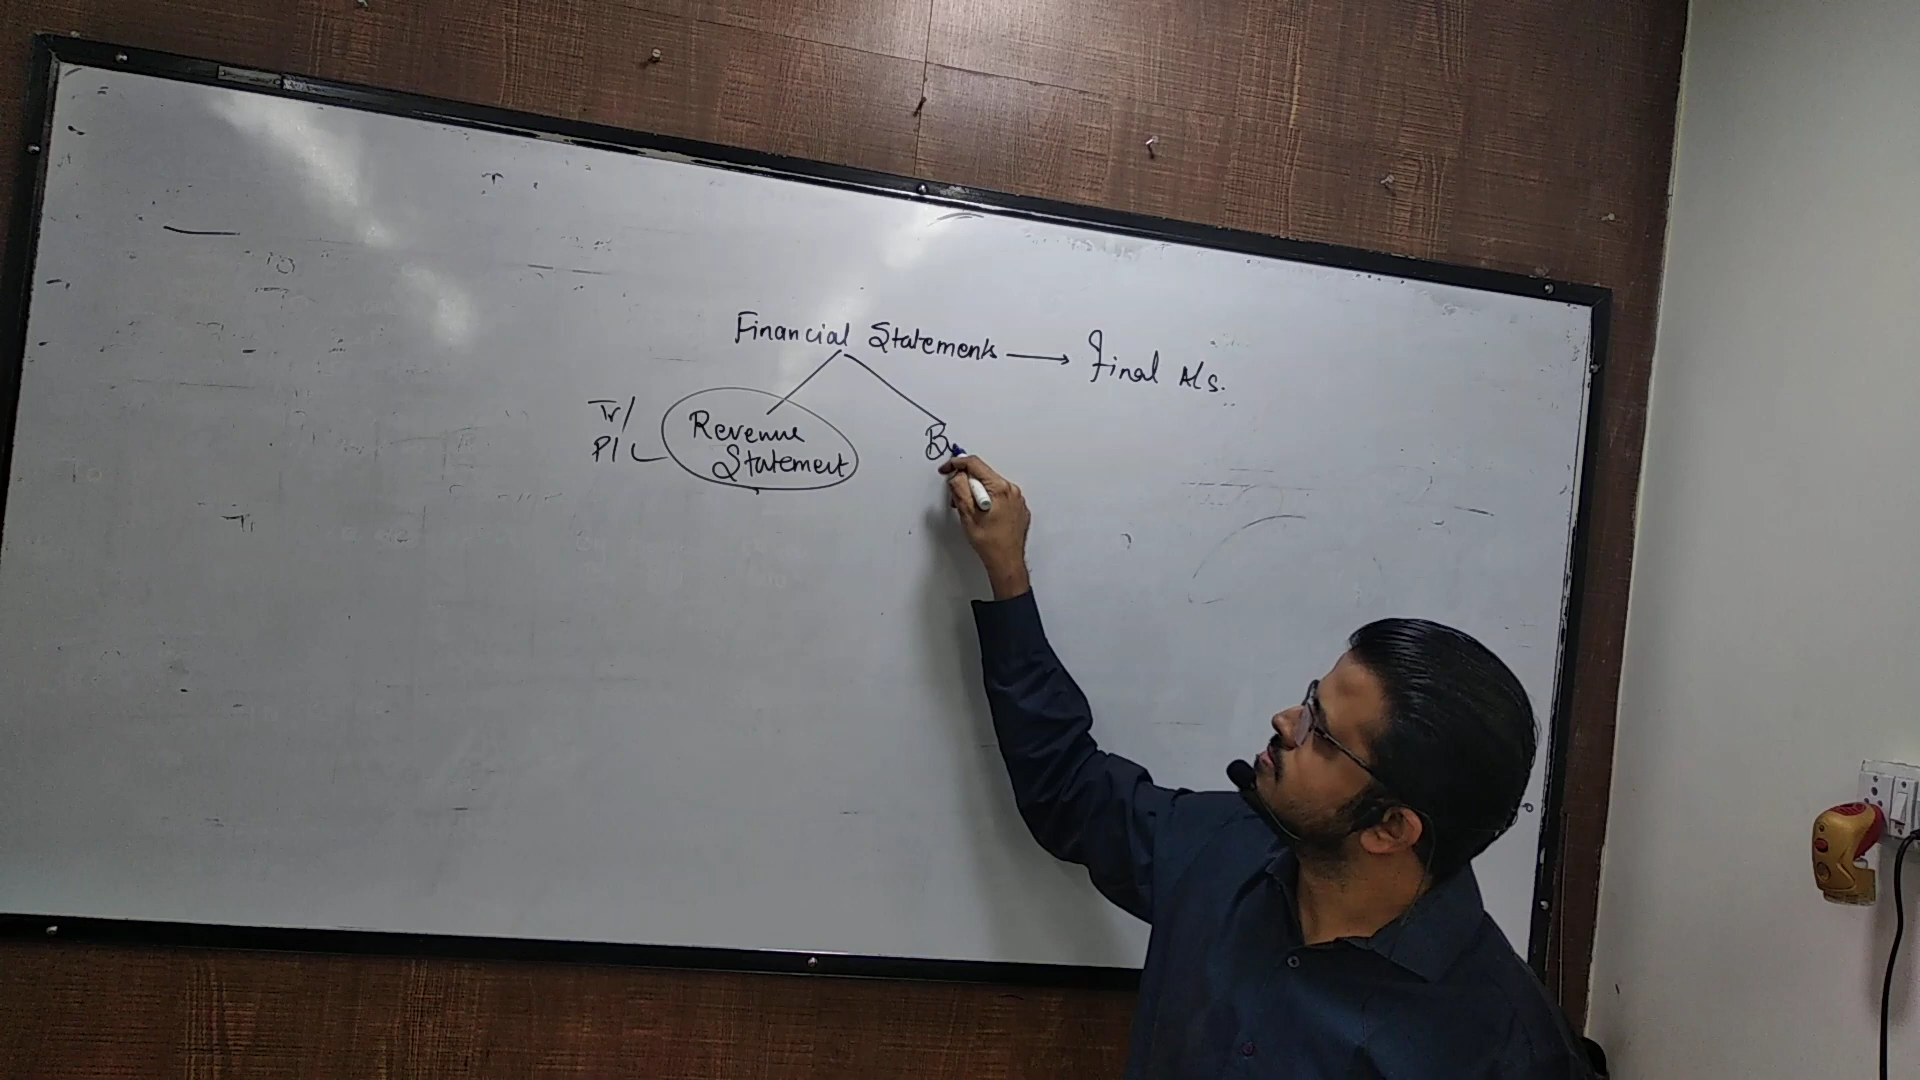 Financial Statements → Final A/s.
Tr/
P/L
Revenue
Statement
B